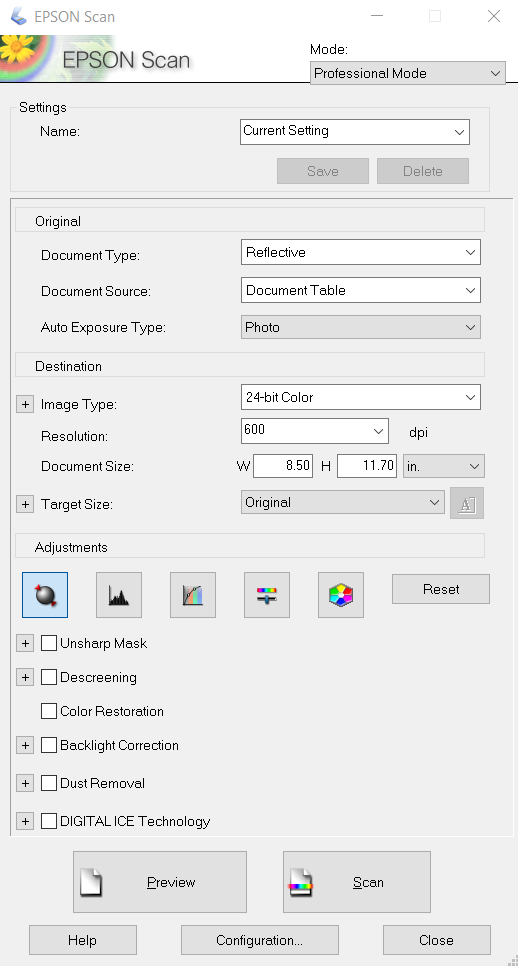 EPSON Scan
EPSON Scan
Mode:
Professional Mode
Settings
Name:
Current Setting
Save
Delete
Original
Document Type:
Reflective
Document Source:
Document Table
Auto Exposure Type:
Photo
Destination
+ Image Type:
24-bit Color
Resolution:
600
dpi
Document Size:
W 8.50 H 11.70 in.
+ Target Size:
Original
A
Adjustments
Reset
+ Unsharp Mask
+ Descreening
Color Restoration
+ Backlight Correction
+ Dust Removal
+ DIGITAL ICE Technology
Preview
Scan
Help
Configuration...
Close